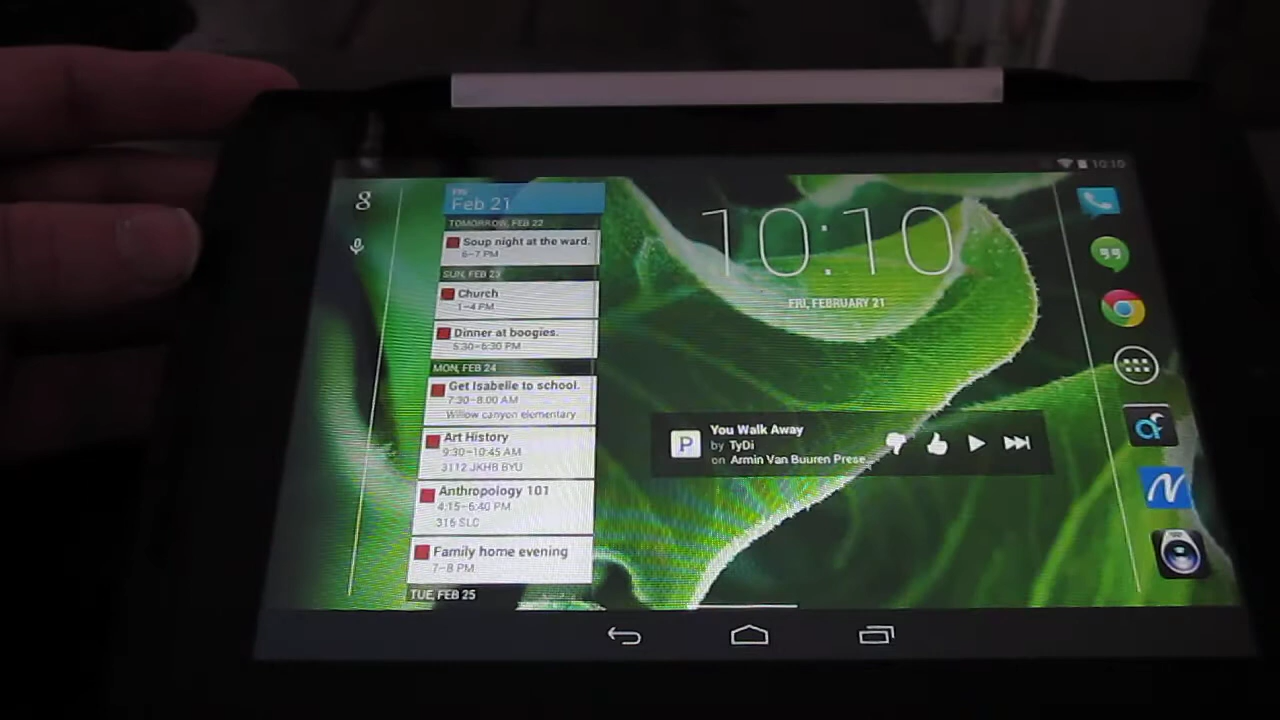 10:10
g
FRI
Feb 21
TOMORROW, FEB 22
Soup night at the ward.
6–7 PM
SUN, FEB 23
Church
1–4 PM
Dinner at boogies.
5:30–6:30 PM
MON, FEB 24
Get Isabelle to school.
7:30–8:00 AM
Willow canyon elementary
Art History
9:30–10:45 AM
3112 JKHB BYU
Anthropology 101
4:15–6:40 PM
316 SLC
Family home evening
7–8 PM
TUE, FEB 25
10:10
FRI, FEBRUARY 21
P
You Walk Away
by TyDi
on Armin Van Buuren Prese